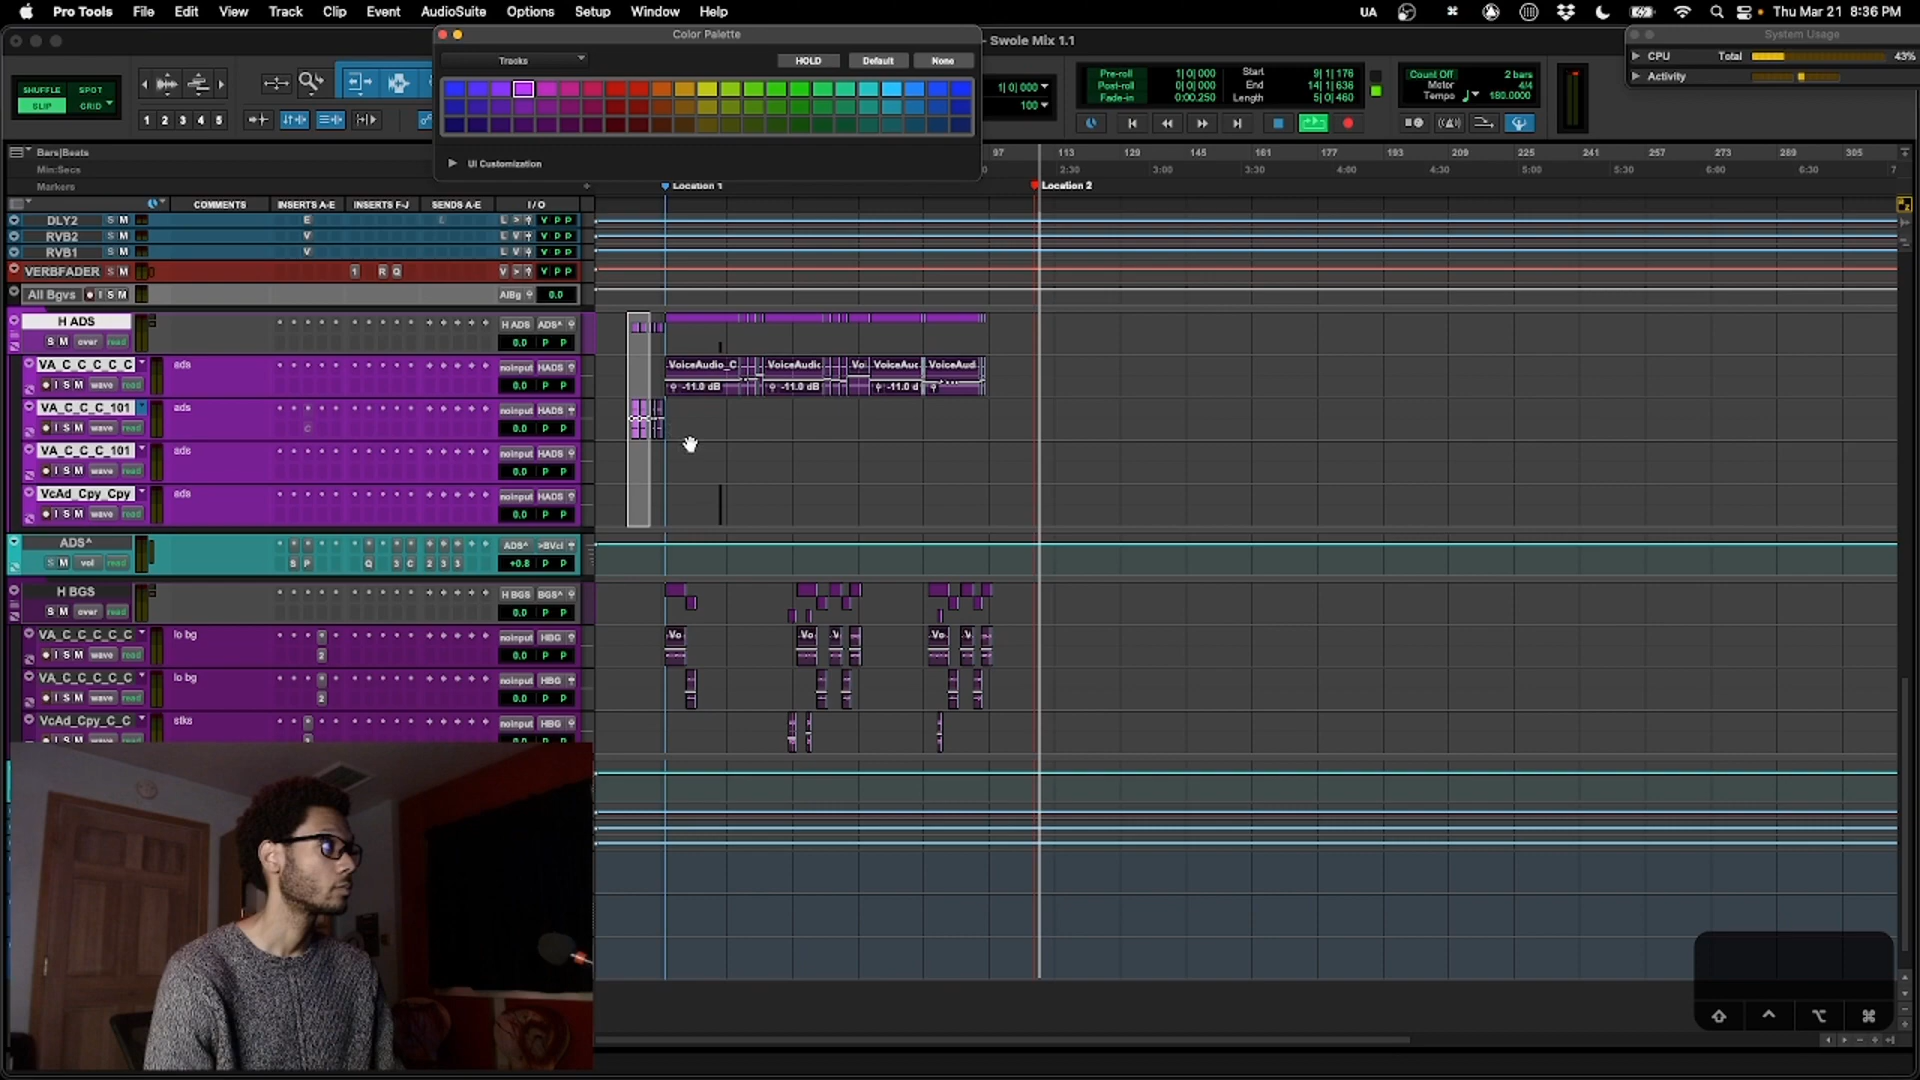 Pro Tools File Edit View Track Clip Event AudioSuite Options Setup Window Help UA Thu Mar 21 8:36 PM
Color Palette
- Swole Mix 1.1
System Usage
Tracks HOLD Default None
CPU Total 43%
Activity
SHUFFLE SPOT
SLIP GRID
1 2 3 4 5
1| 0| 000
100
Pre-roll 1| 0| 000 Start 9| 1| 176
Post-roll 0| 0| 000 End 14| 1| 636
Fade-in 0:00.250 Length 5| 0| 460
Count Off 2 bars
Meter 4/4
Tempo 180.0000
UI Customization
Bars|Beats 97 113 129 145 161 177 193 209 225 241 257 273 289 305
Min:Secs 2:30 3:00 3:30 4:00 4:30 5:00 5:30 6:00 6:30
Markers Location 1 Location 2
COMMENTS INSERTS A-E INSERTS F-J SENDS A-E I/O
DLY2 S M E L > V P P
RVB2 S M V L V V P P
RVB1 S M V L V V P P
VERBFADER S M 1 R Q V > V P P
All Bgvs I S M AlBg 0.0
H ADS H ADS ADS^
S M over read 0.0 P P
VA_C_C_C_C_C ads noinput HADS VoiceAudio_C VoiceAudic Vo VoiceAuc VoiceAud
I S M wave read 0.0 P P -11.0 dB -11.0 dB -11.0 d
VA_C_C_C_101 ads noinput HADS
I S M wave read C 0.0 P P
VA_C_C_C_101 ads noinput HADS
I S M wave read 0.0 P P
VcAd_Cpy_Cpy ads noinput HADS
I S M wave read 0.0 P P
ADS^ ADS^ >BVcl
S M vol read S P Q 3 C 2 3 3 +0.8 P P
H BGS H BGS BGS^
S M over read 0.0 P P
VA_C_C_C_C_C lo bg noinput HBG Vo Vo V Vo V
I S M wave read 2 0.0 P P
VA_C_C_C_C_C lo bg noinput HBG
I S M wave read 2 0.0 P P
VcAd_Cpy_C_C stks noinput HBG